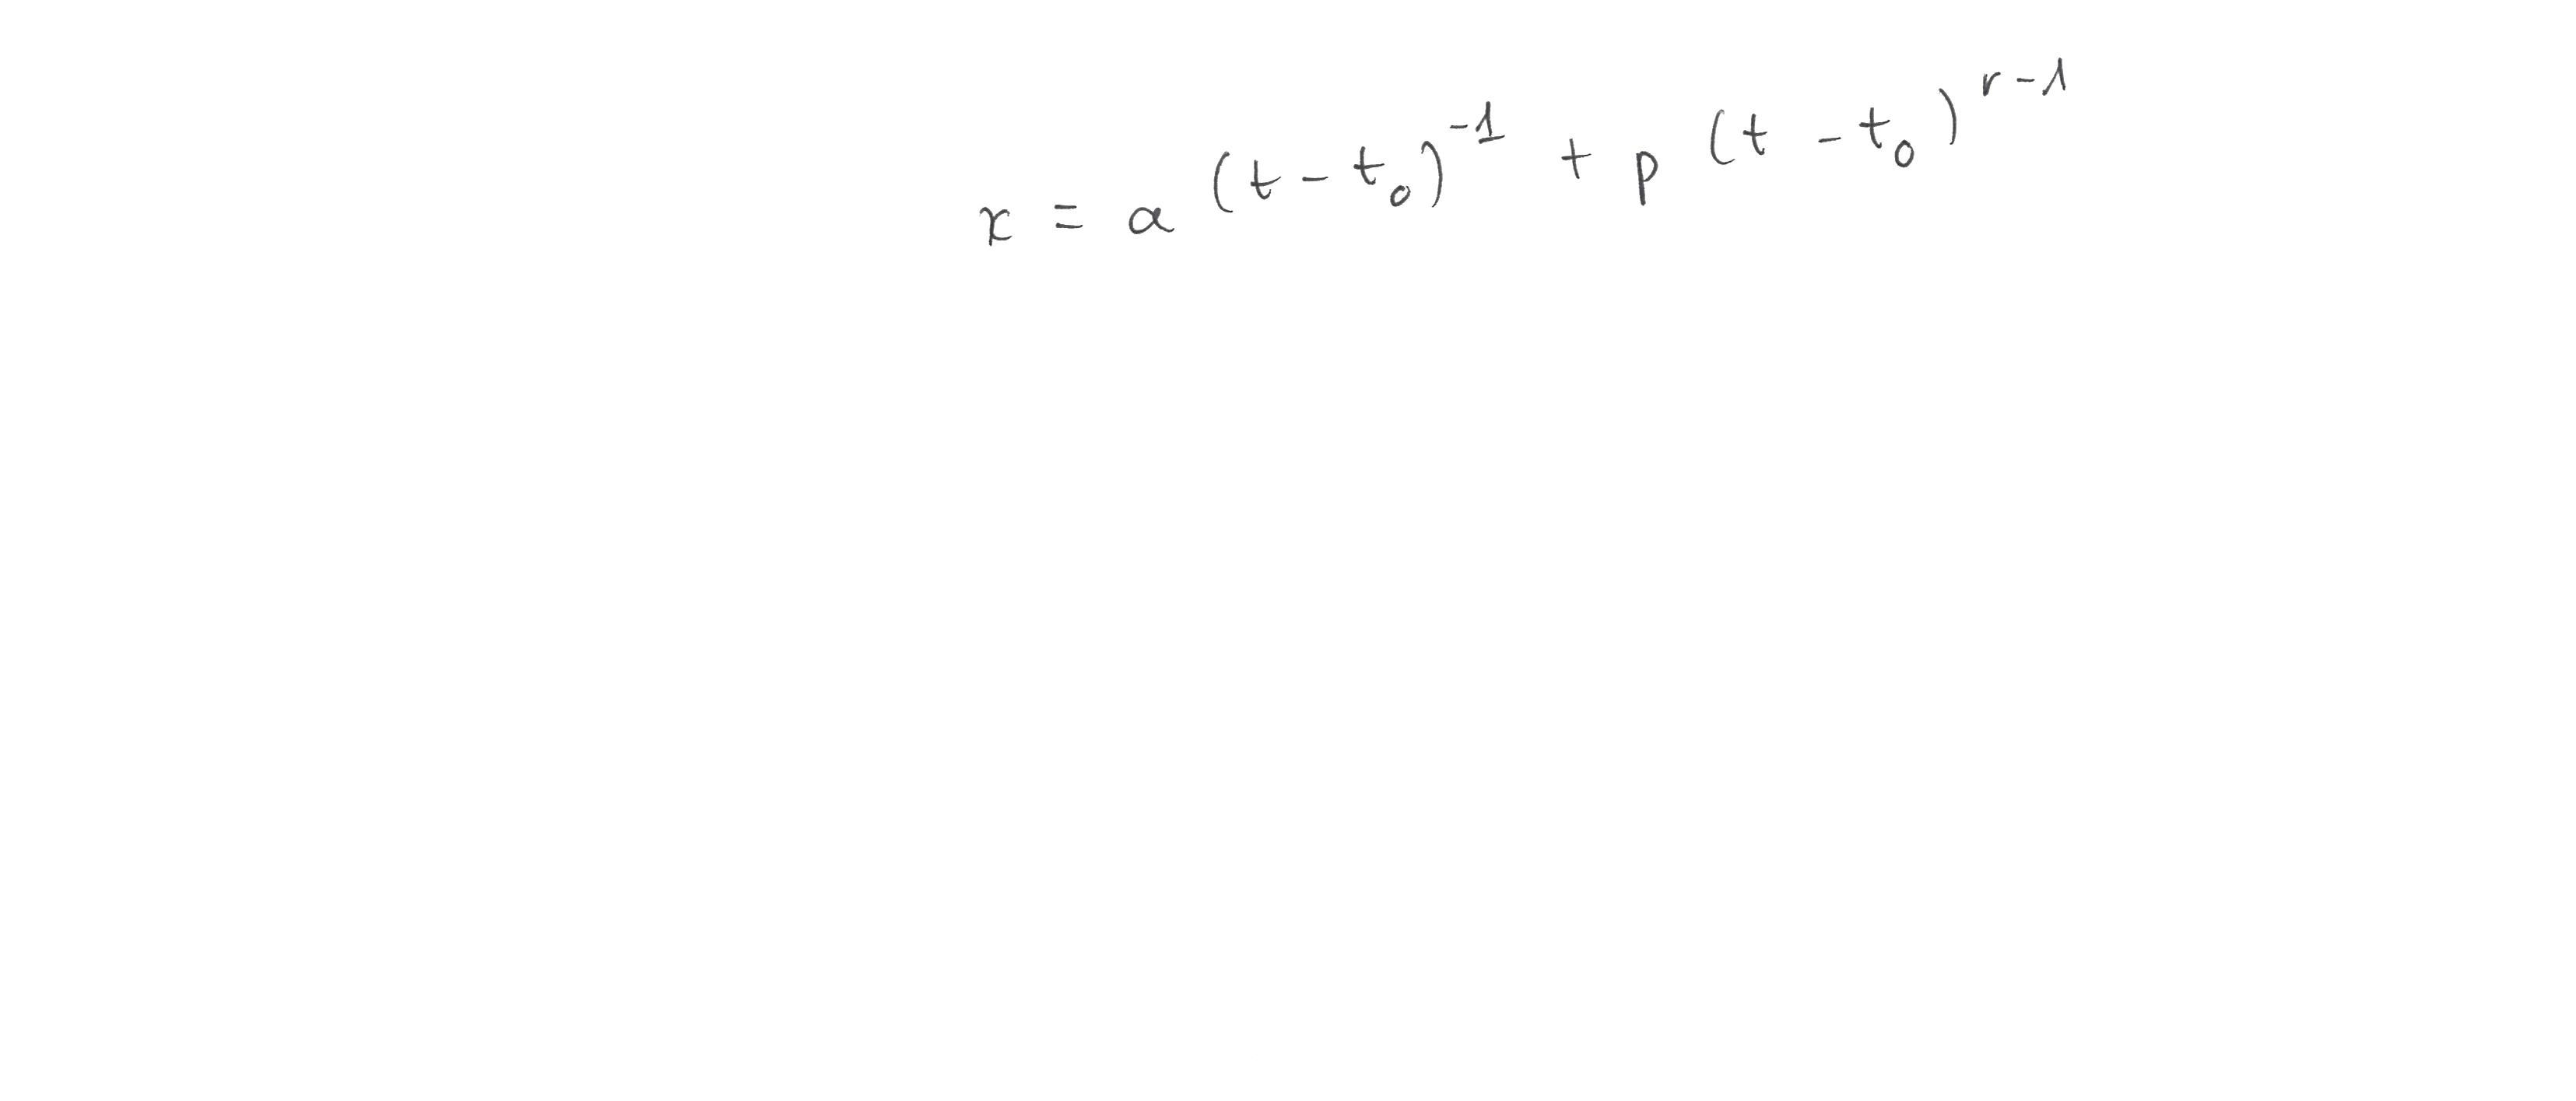 x = α (t - t₀)⁻¹ + p (t - t₀)ʳ⁻¹